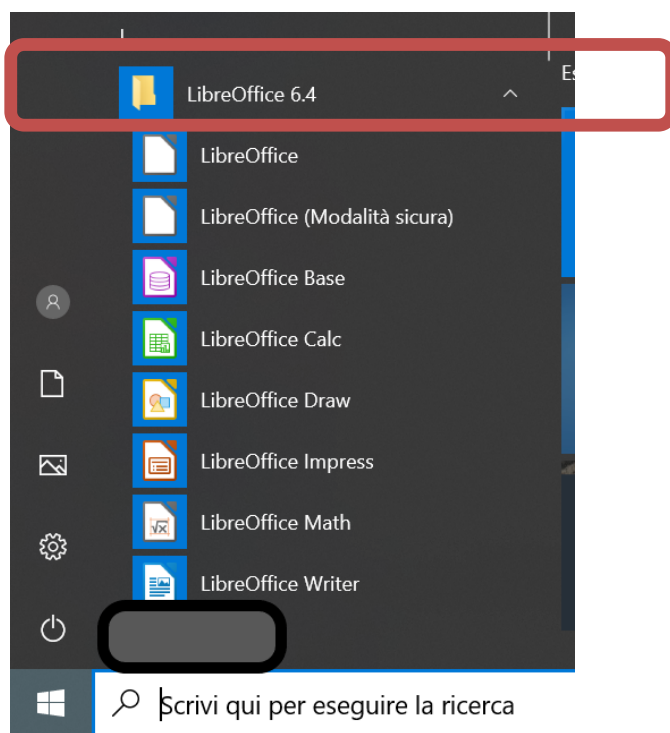 LibreOffice 6.4
Es
LibreOffice
LibreOffice (Modalità sicura)
LibreOffice Base
LibreOffice Calc
LibreOffice Draw
LibreOffice Impress
LibreOffice Math
LibreOffice Writer
Scrivi qui per eseguire la ricerca